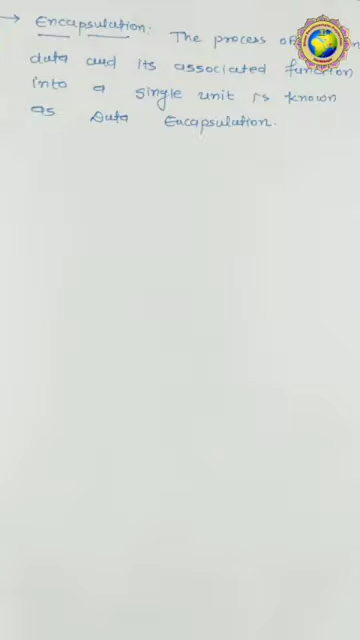 → Encapsulation: The process of
data and its associated function
into a single unit is known
as Data Encapsulation.